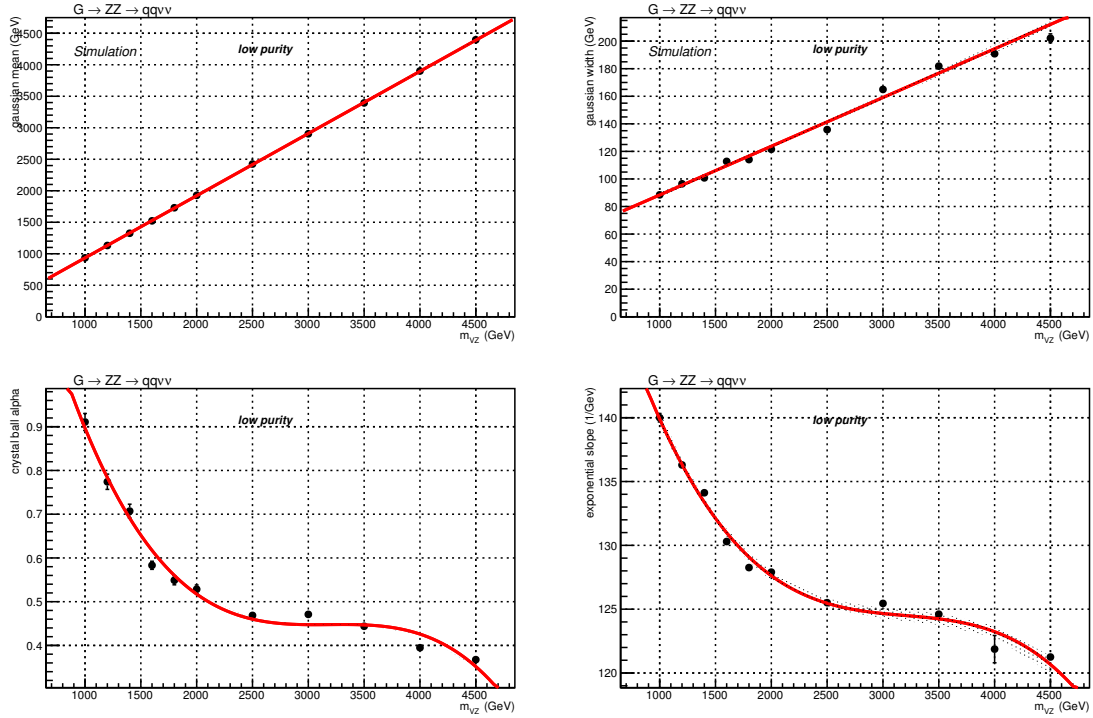 G → ZZ → qqνν
gaussian mean (GeV)
4500
4000
3500
3000
2500
2000
1500
1000
500
0
Simulation
low purity
1000 1500 2000 2500 3000 3500 4000 4500
m_VZ (GeV)
G → ZZ → qqνν
gaussian width (GeV)
200
180
160
140
120
100
80
60
40
20
0
Simulation
low purity
1000 1500 2000 2500 3000 3500 4000 4500
m_VZ (GeV)
G → ZZ → qqνν
crystal ball alpha
0.9
0.8
0.7
0.6
0.5
0.4
low purity
1000 1500 2000 2500 3000 3500 4000 4500
m_VZ (GeV)
G → ZZ → qqνν
exponential slope (1/Gev)
140
135
130
125
120
low purity
1000 1500 2000 2500 3000 3500 4000 4500
m_VZ (GeV)